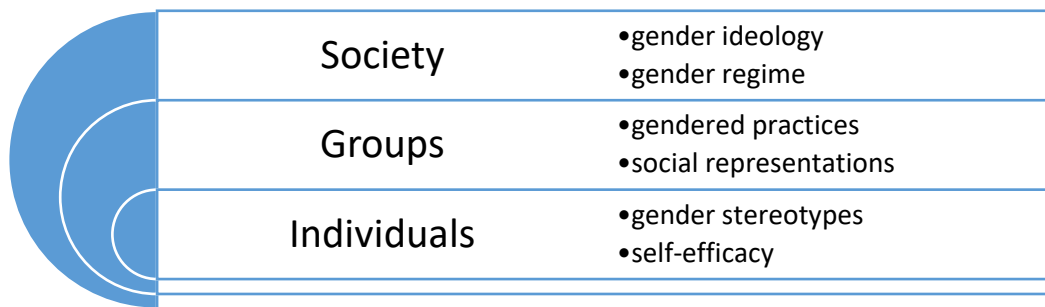 Society
•gender ideology
•gender regime
Groups
•gendered practices
•social representations
Individuals
•gender stereotypes
•self-efficacy